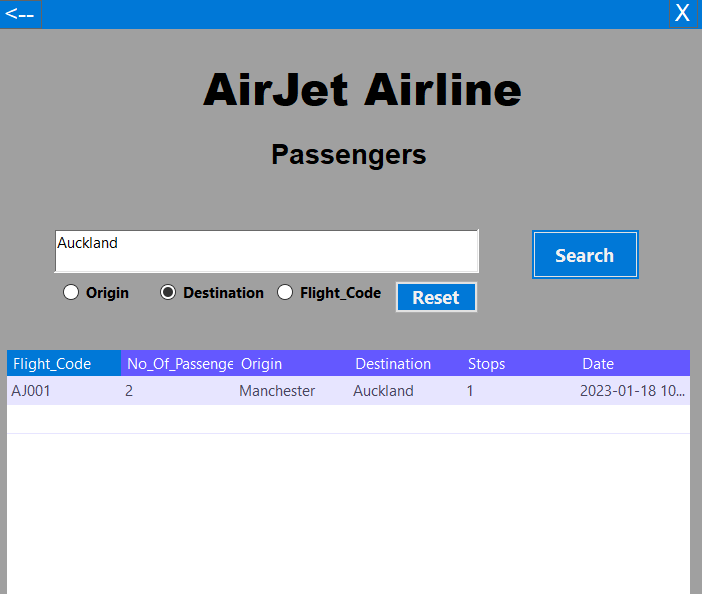 <-- X
AirJet Airline
Passengers
Auckland
Search
Origin Destination Flight_Code Reset
Flight_Code No_Of_Passenge Origin Destination Stops Date
AJ001 2 Manchester Auckland 1 2023-01-18 10...